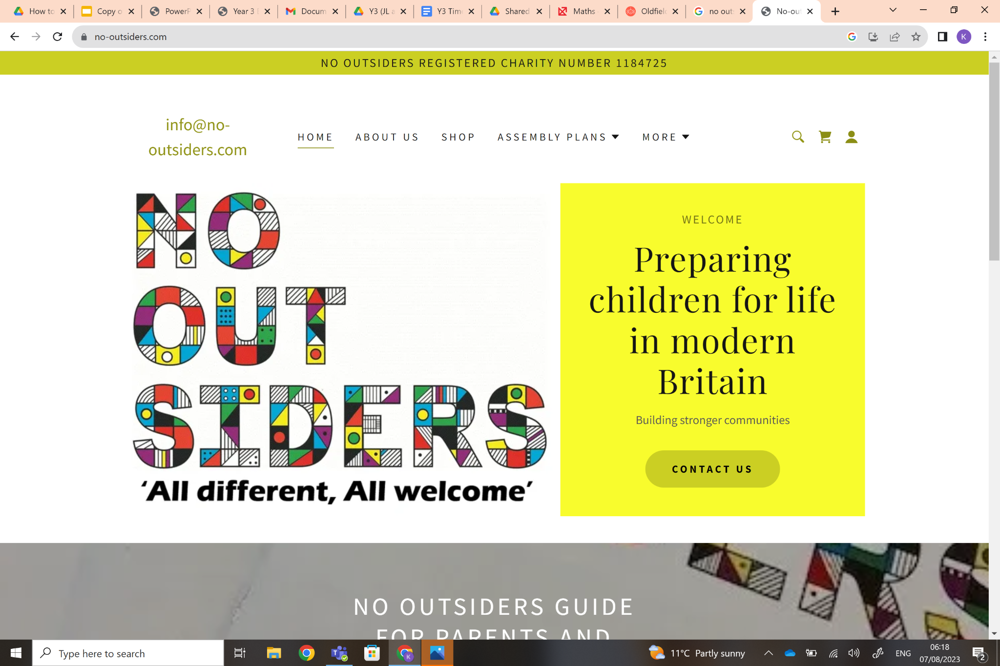 How to
Copy o
PowerP
Year 3
Docum
Y3 (JL a
Y3 Tim
Shared
Maths
Oldfiel
no out
No-out
no-outsiders.com
K
NO OUTSIDERS REGISTERED CHARITY NUMBER 1184725
info@no-
outsiders.com
HOME
ABOUT US
SHOP
ASSEMBLY PLANS
MORE
NO
OUT
SIDERS
‘All different, All welcome’
WELCOME
Preparing
children for life
in modern
Britain
Building stronger communities
CONTACT US
NO OUTSIDERS GUIDE
FOR PARENTS AND
Type here to search
11°C Partly sunny
ENG
06:18
07/08/2023
2